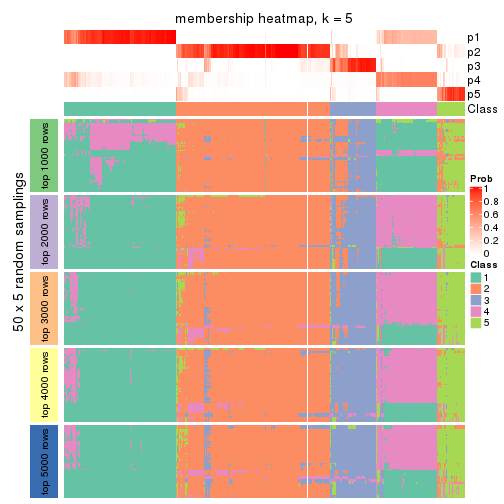 membership heatmap, k = 5
p1
p2
p3
p4
p5
Class
50 x 5 random samplings
top 1000 rows
top 2000 rows
top 3000 rows
top 4000 rows
top 5000 rows
Prob
1
0.8
0.6
0.4
0.2
0
Class
1
2
3
4
5